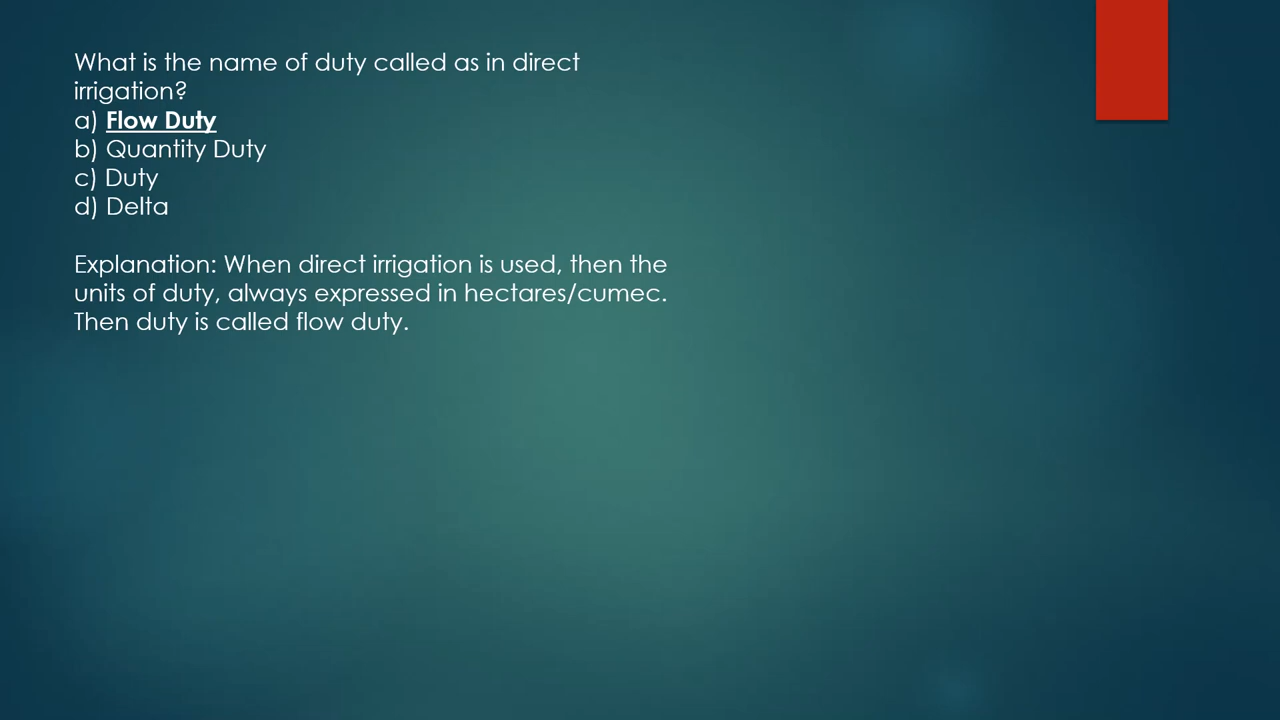 What is the name of duty called as in direct
irrigation?
a) Flow Duty
b) Quantity Duty
c) Duty
d) Delta
Explanation: When direct irrigation is used, then the
units of duty, always expressed in hectares/cumec.
Then duty is called flow duty.